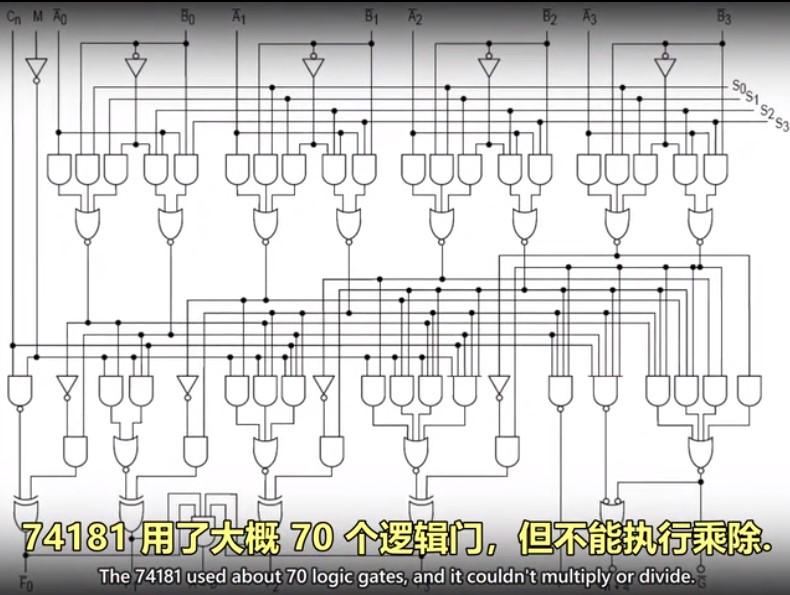 Cn M A̅0 B̅0 A̅1 B̅1 A̅2 B̅2 A̅3 B̅3
S0
S1
S2
S3
74181 用了大概 70 个逻辑门，但不能执行乘除.
The 74181 used about 70 logic gates, and it couldn't multiply or divide.
F̅0